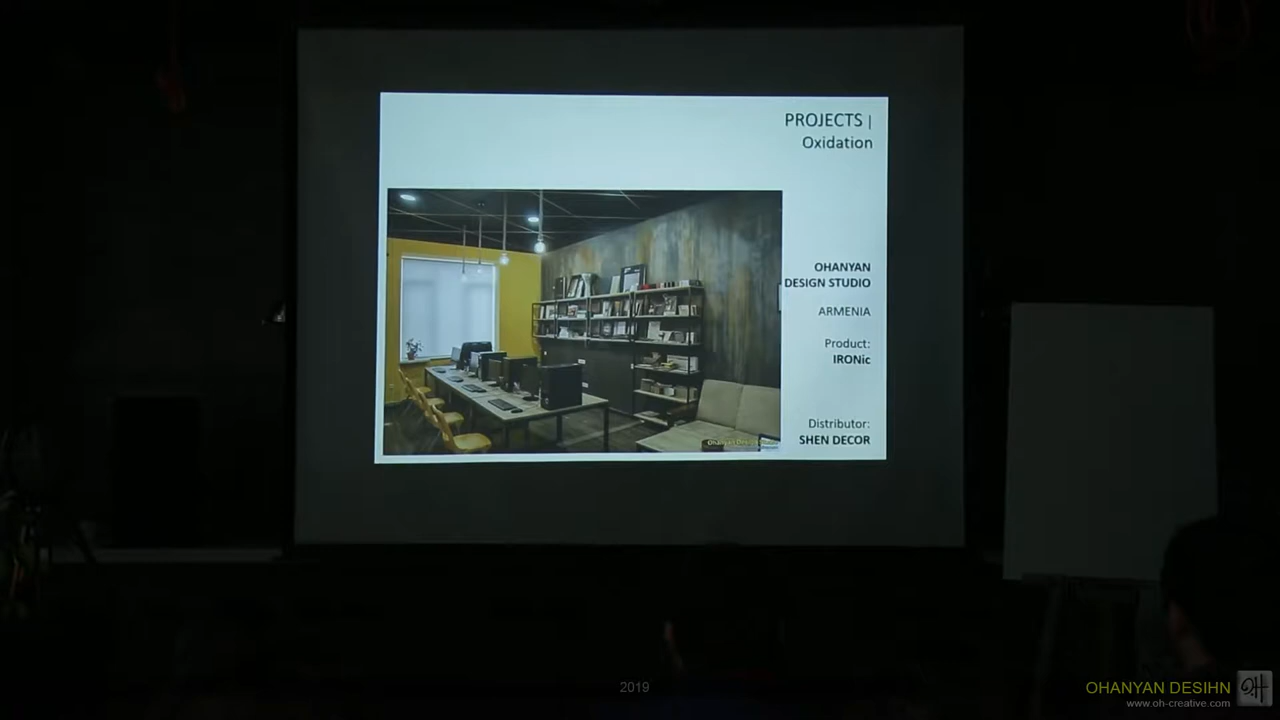 PROJECTS |
Oxidation
OHANYAN
DESIGN STUDIO
ARMENIA
Product:
IRONic
Distributor:
SHEN DECOR
2019
OHANYAN DESIHN
www.oh-creative.com